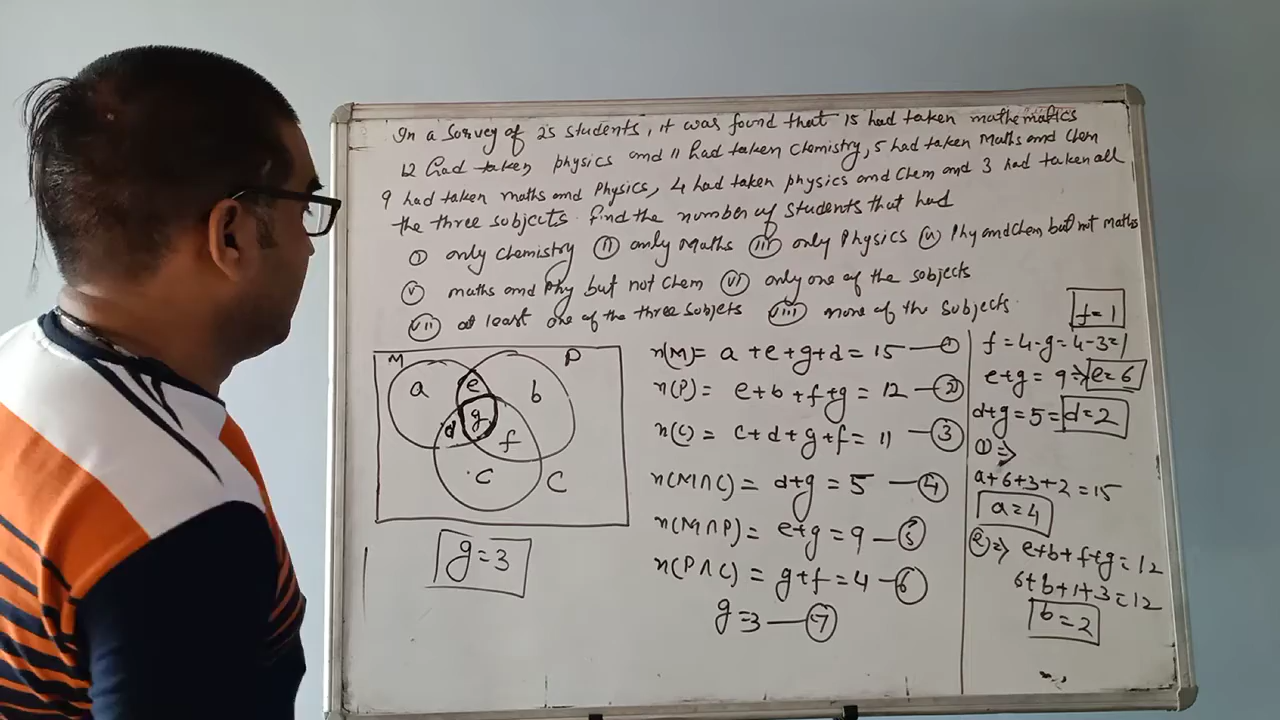 In a Sorvey of 25 students, it was found that 15 had taken mathematics
12 had taken physics and 11 had taken Chemistry, 5 had taken Maths and Chem
9 had taken maths and Physics, 4 had taken physics and Chem and 3 had taken all
the three subjects. Find the number of students that had
(i) only Chemistry (ii) only Maths (iii) only Physics (iv) Phy and Chem but not maths
(v) maths and Phy but not Chem (vi) only one of the sobjects
(vii) at least one of the three Subjets (viii) none of the Subjects.
M P
a e b
g
d f
c C
g=3
n(M)= a+e+g+d=15 — 1
n(P)= e+b+f+g=12 — 2
n(C)= c+d+g+f=11 — 3
n(M∩C)= d+g=5 — 4
n(M∩P)= e+g=9 — 5
n(P∩C)= g+f=4 — 6
g=3 — 7
f=1
f=4-g=4-3=1
e+g=9 ⇒ e=6
d+g=5=d=2
1 ⇒
a+6+3+2=15
a=4
2 ⇒ e+b+f+g=12
6+b+1+3=12
b=2